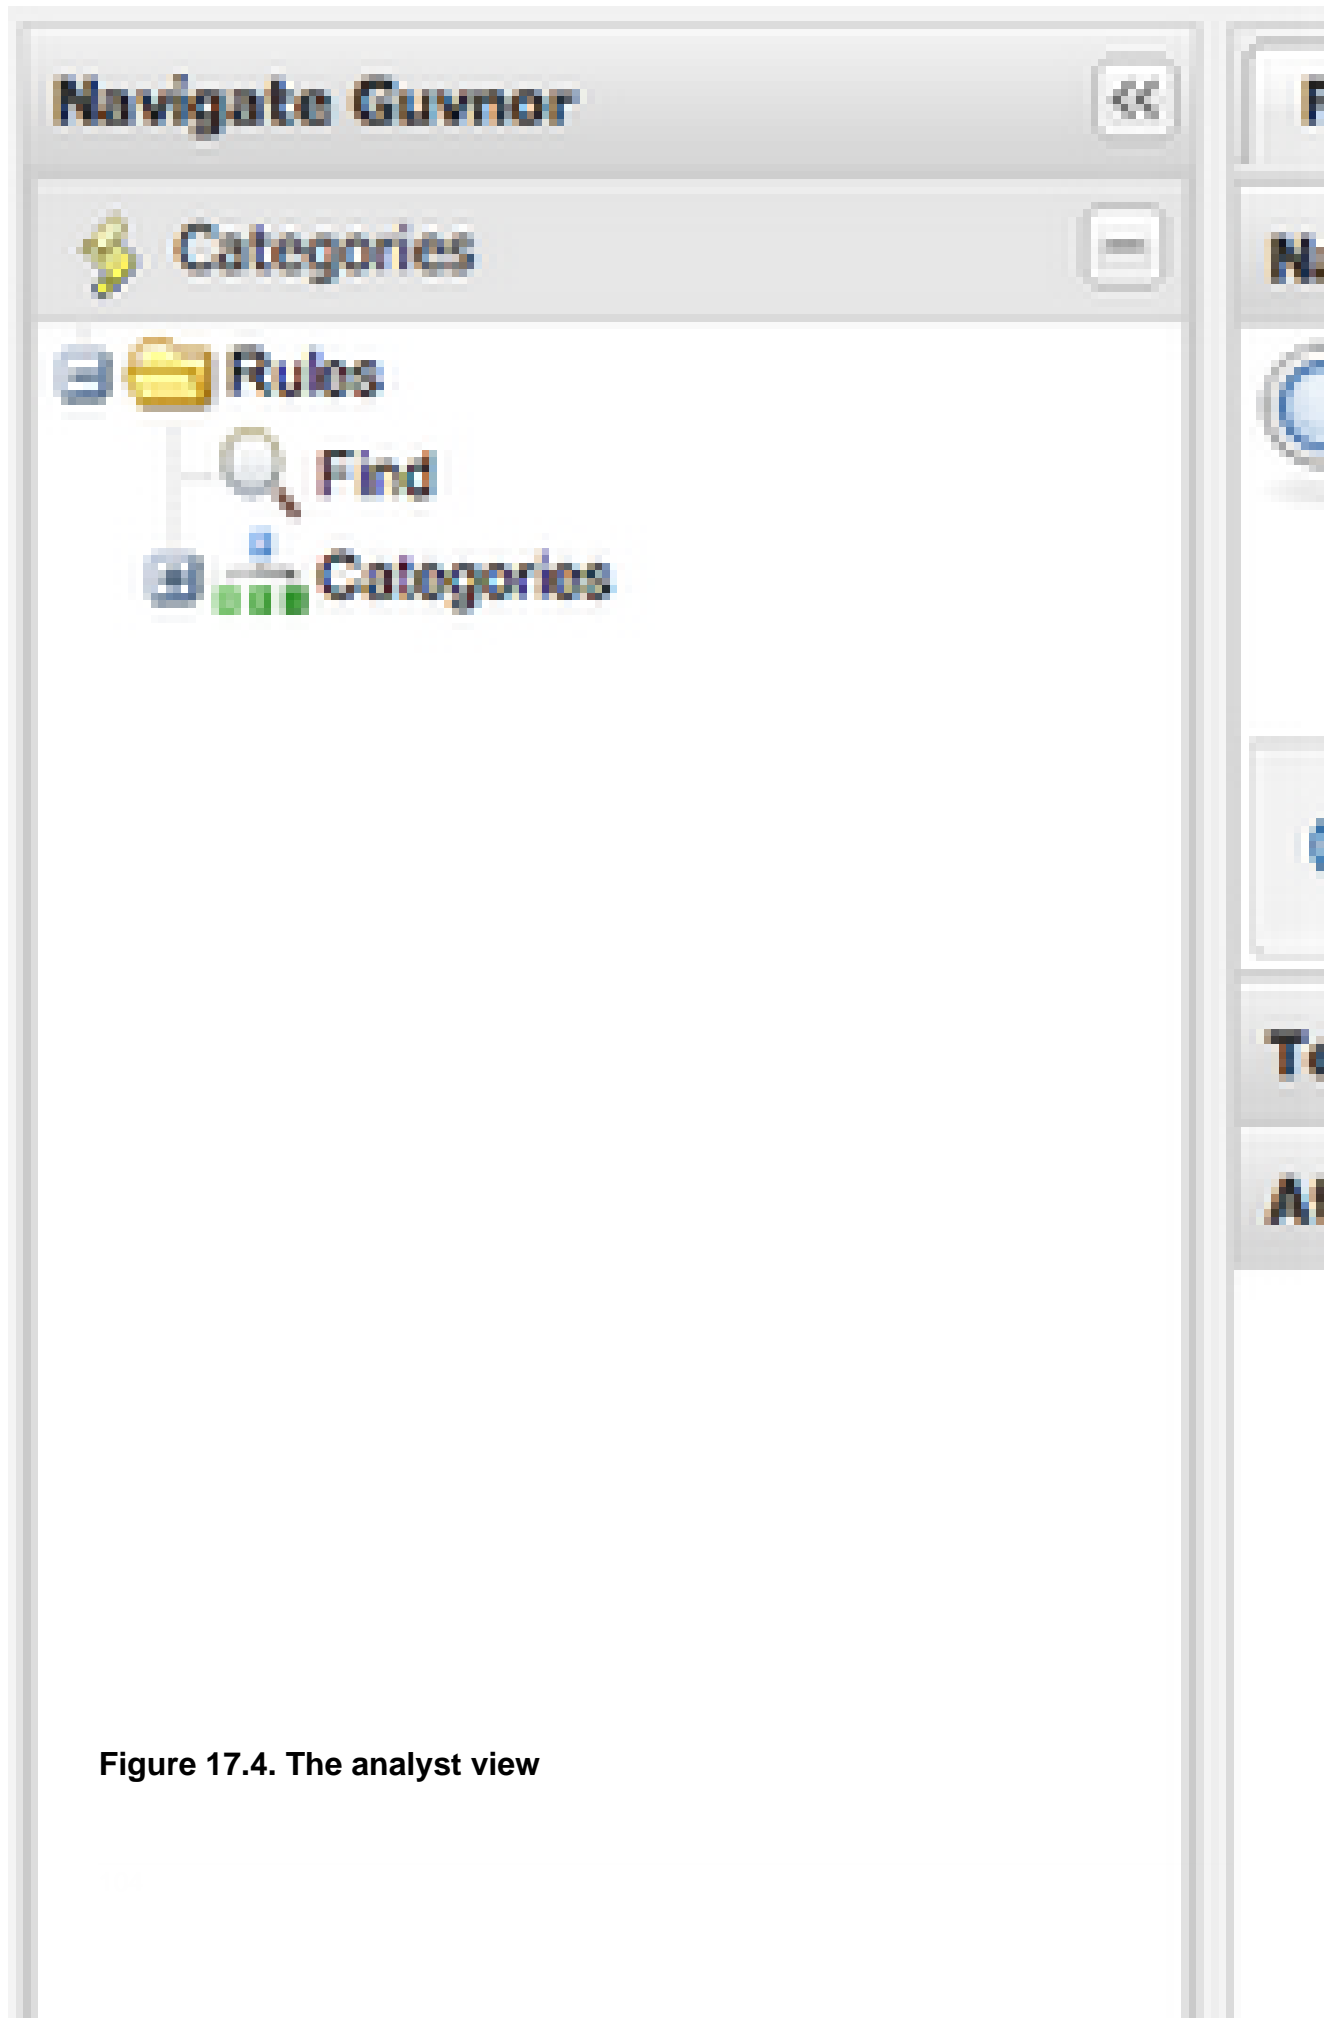 Navigate Guvnor
Categories
Rules
Find
Categories
Figure 17.4. The analyst view